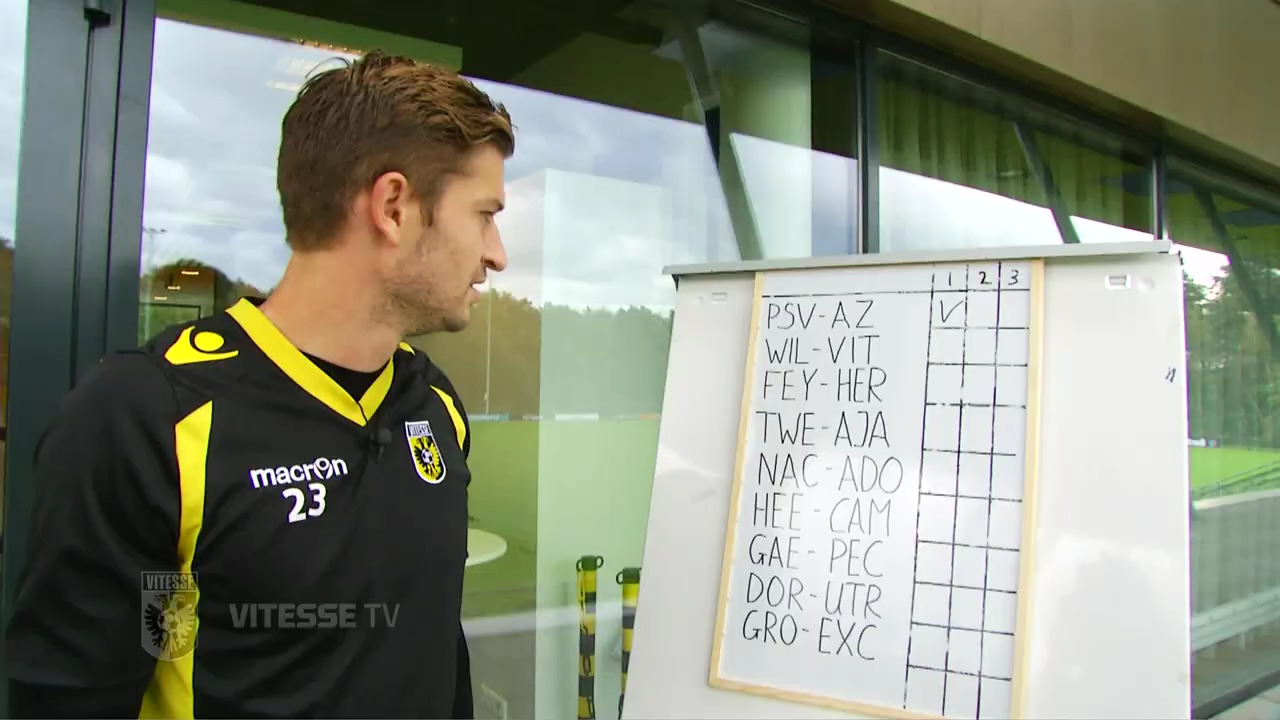 1 2 3
PSV-AZ V
WIL-VIT
FEY-HER
TWE-AJA
NAC-ADO
HEE-CAM
GAE-PEC
DOR-UTR
GRO-EXC
VITESSE
macron
23
VITESSE
VITESSE TV